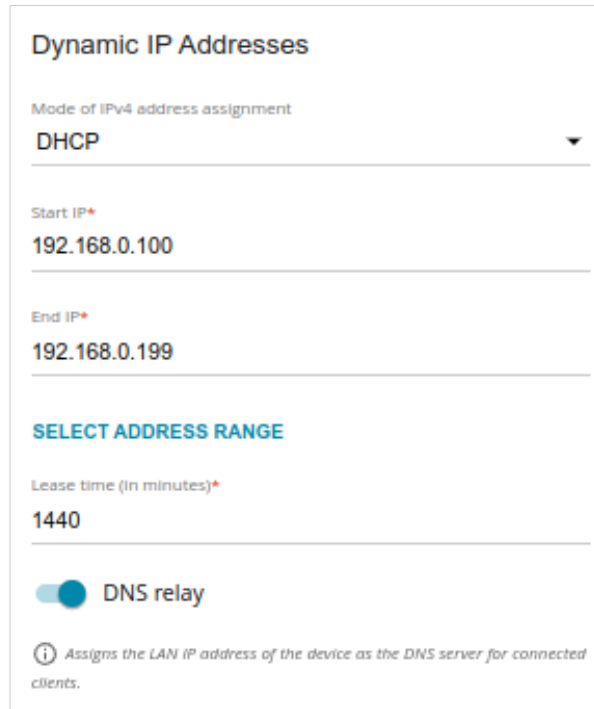 Dynamic IP Addresses
Mode of IPv4 address assignment
DHCP
Start IP*
192.168.0.100
End IP*
192.168.0.199
SELECT ADDRESS RANGE
Lease time (in minutes)*
1440
DNS relay
Assigns the LAN IP address of the device as the DNS server for connected
clients.